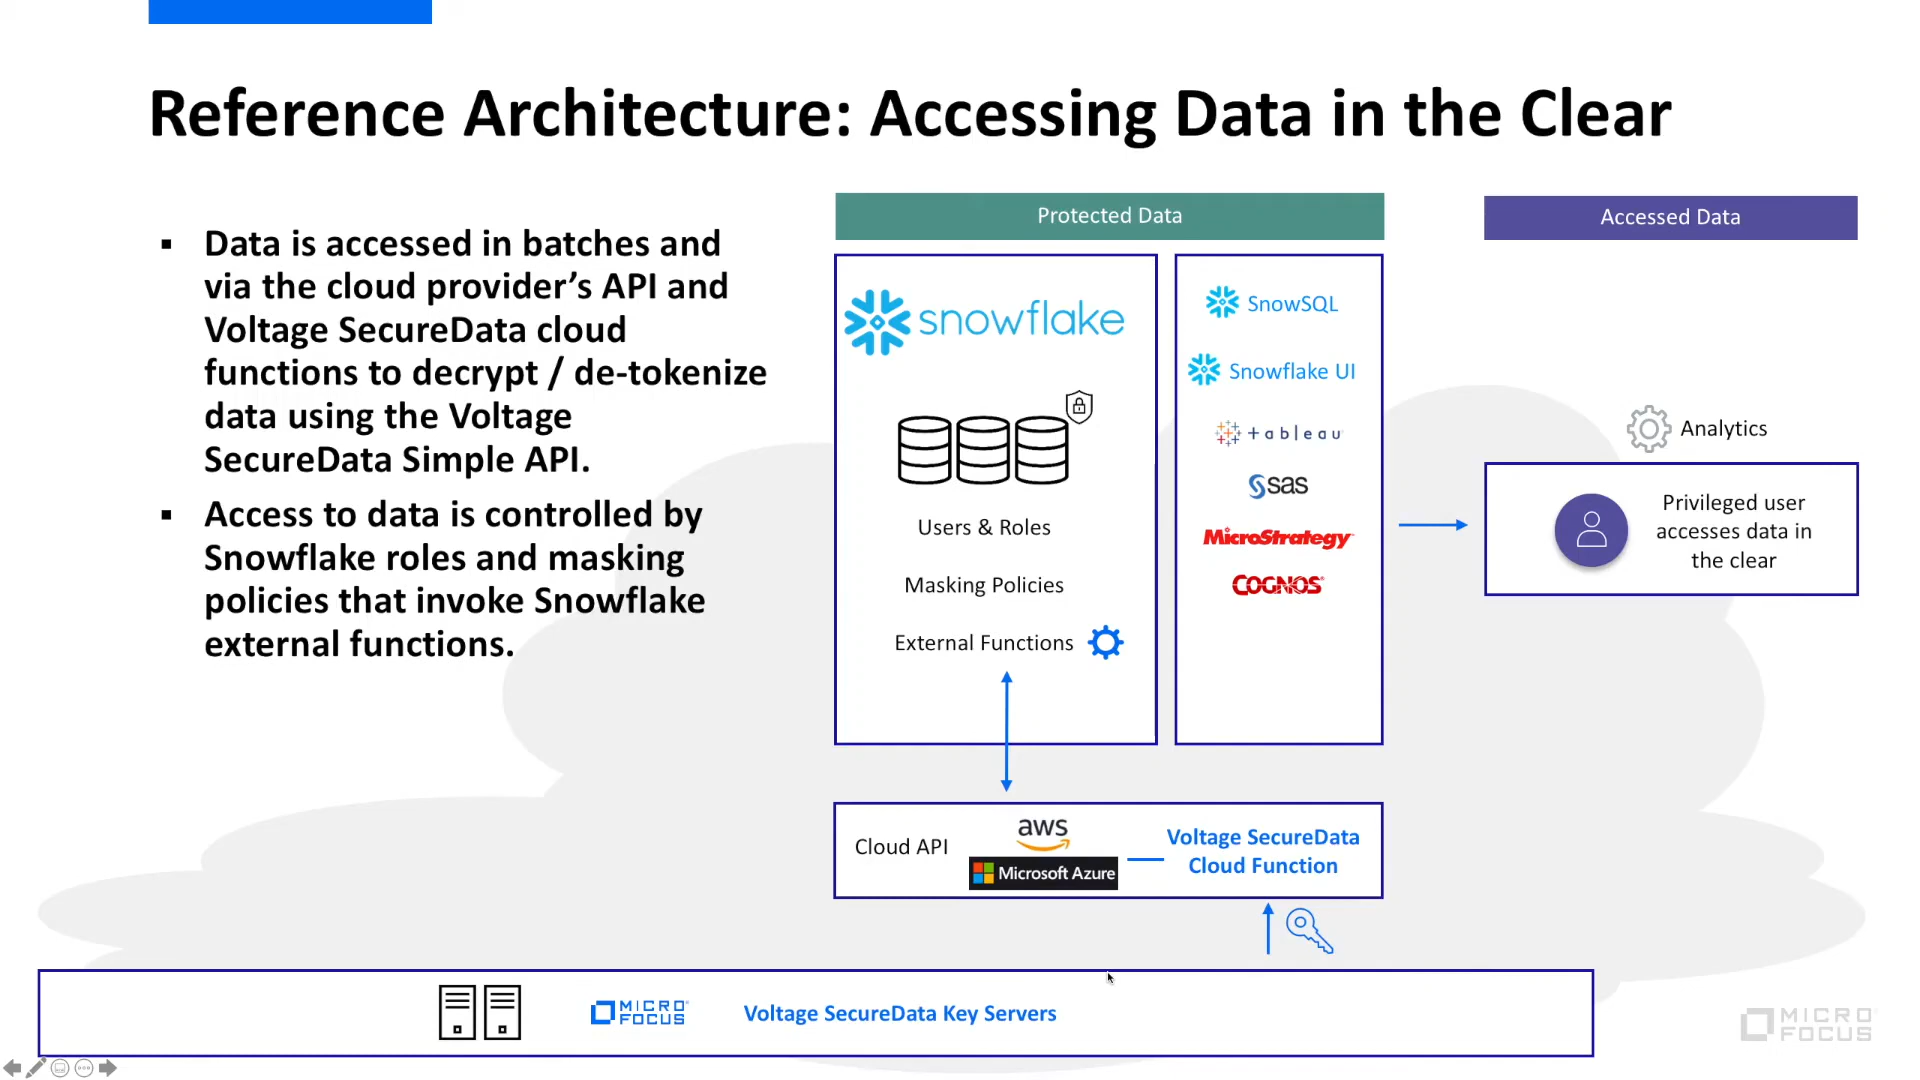 Reference Architecture: Accessing Data in the Clear
▪ Data is accessed in batches and
via the cloud provider’s API and
Voltage SecureData cloud
functions to decrypt / de-tokenize
data using the Voltage
SecureData Simple API.
▪ Access to data is controlled by
Snowflake roles and masking
policies that invoke Snowflake
external functions.
Protected Data
snowflake
Users & Roles
Masking Policies
External Functions
SnowSQL
Snowflake UI
+ableau
sas
MicroStrategy
COGNOS®
Accessed Data
Analytics
Privileged user
accesses data in
the clear
Cloud API
aws
Microsoft Azure
Voltage SecureData
Cloud Function
MICRO
FOCUS
Voltage SecureData Key Servers
MICRO
FOCUS